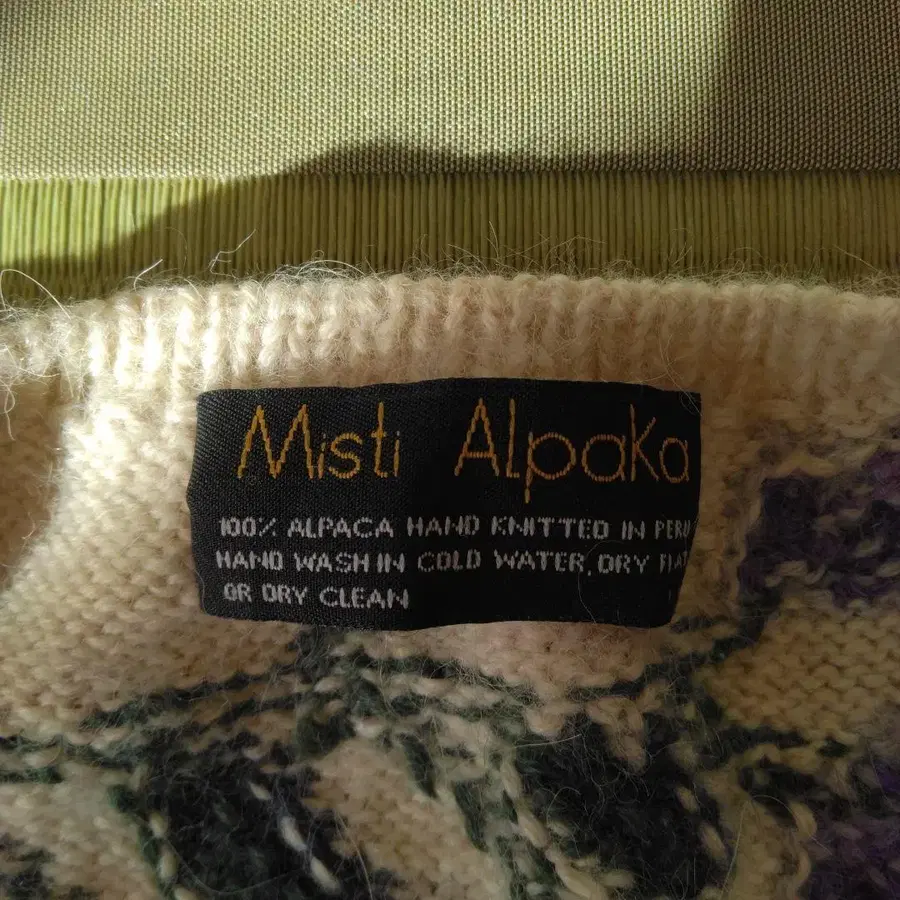 Misti Alpaka
100% ALPACA HAND KNITTED IN PERU
HAND WASH IN COLD WATER, DRY FLAT
OR DRY CLEAN